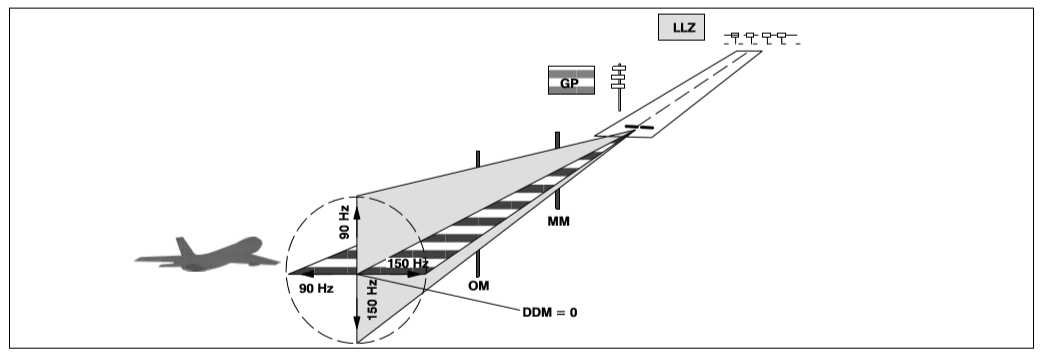 LLZ
GP
MM
90 Hz
150 Hz
90 Hz
150 Hz
OM
DDM = 0